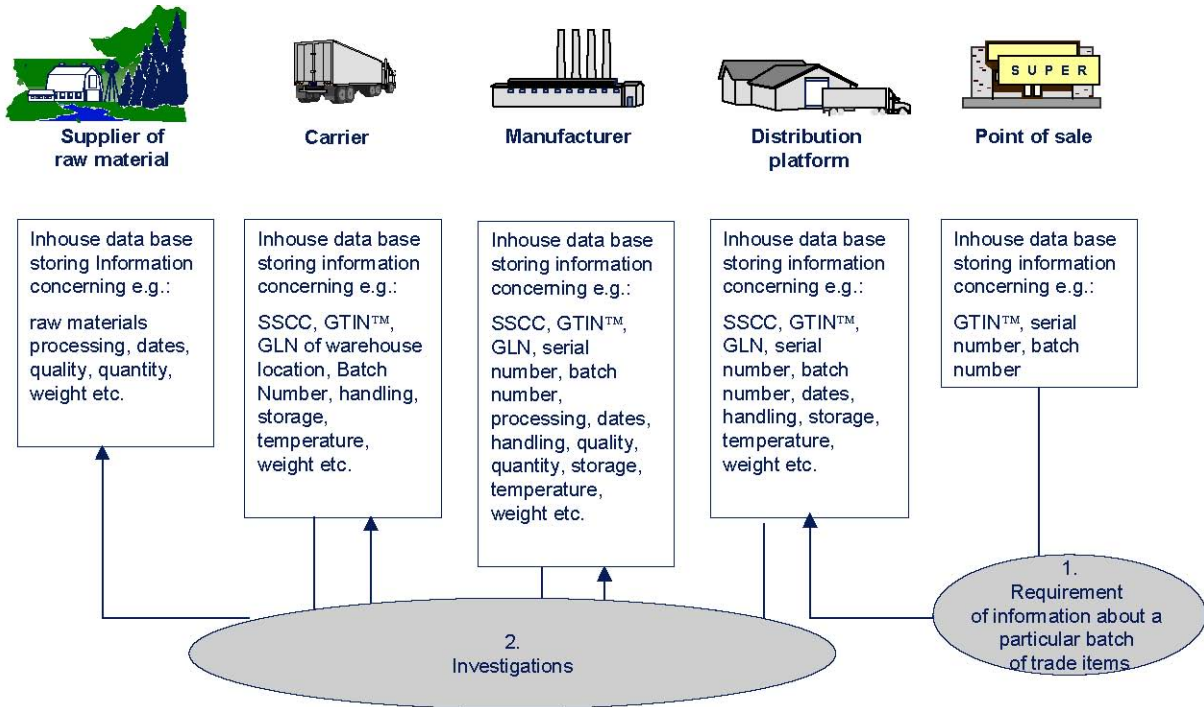 SUPER
Supplier of
raw material
Carrier
Manufacturer
Distribution
platform
Point of sale
Inhouse data base
storing Information
concerning e.g.:
raw materials
processing, dates,
quality, quantity,
weight etc.
Inhouse data base
storing information
concerning e.g.:
SSCC, GTIN™,
GLN of warehouse
location, Batch
Number, handling,
storage,
temperature,
weight etc.
Inhouse data base
storing information
concerning e.g.:
SSCC, GTIN™,
GLN, serial
number, batch
number,
processing, dates,
handling, quality,
quantity, storage,
temperature,
weight etc.
Inhouse data base
storing information
concerning e.g.:
SSCC, GTIN™,
GLN, serial
number, batch
number, dates,
handling, storage,
temperature,
weight etc.
Inhouse data base
storing information
concerning e.g.:
GTIN™, serial
number, batch
number
1.
Requirement
of information about a
particular batch
of trade items
2.
Investigations